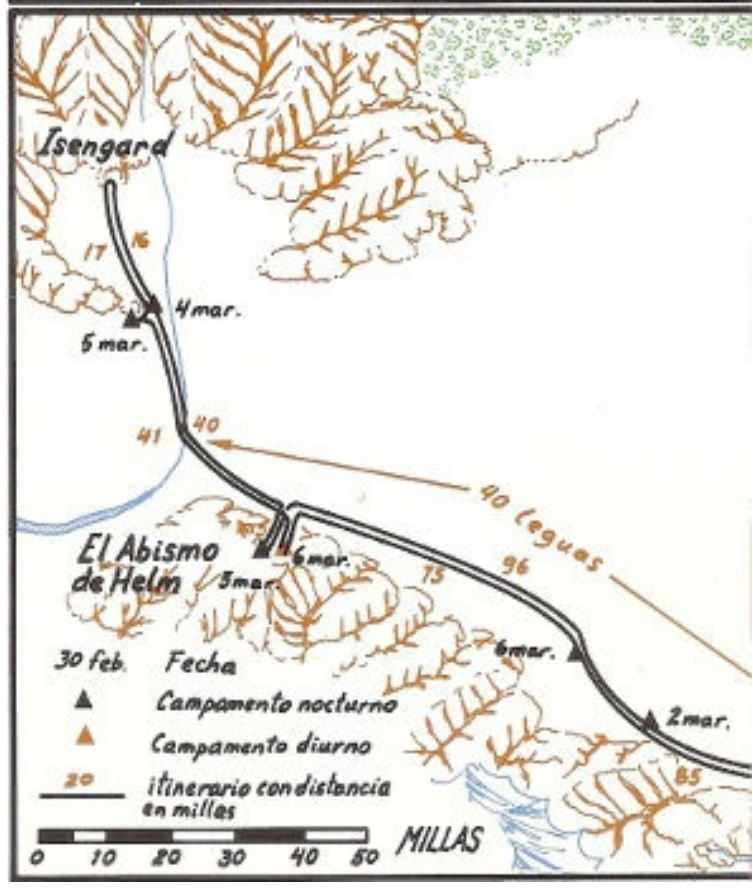 Isengard
17
16
4 mar.
5 mar.
41
40
40 leguas
El Abismo
de Helm
3 mar.
6 mar.
75
96
6 mar.
2 mar.
85
30 feb. Fecha
Campamento nocturno
Campamento diurno
20 itinerario con distancia
en millas
0 10 20 30 40 50 MILLAS